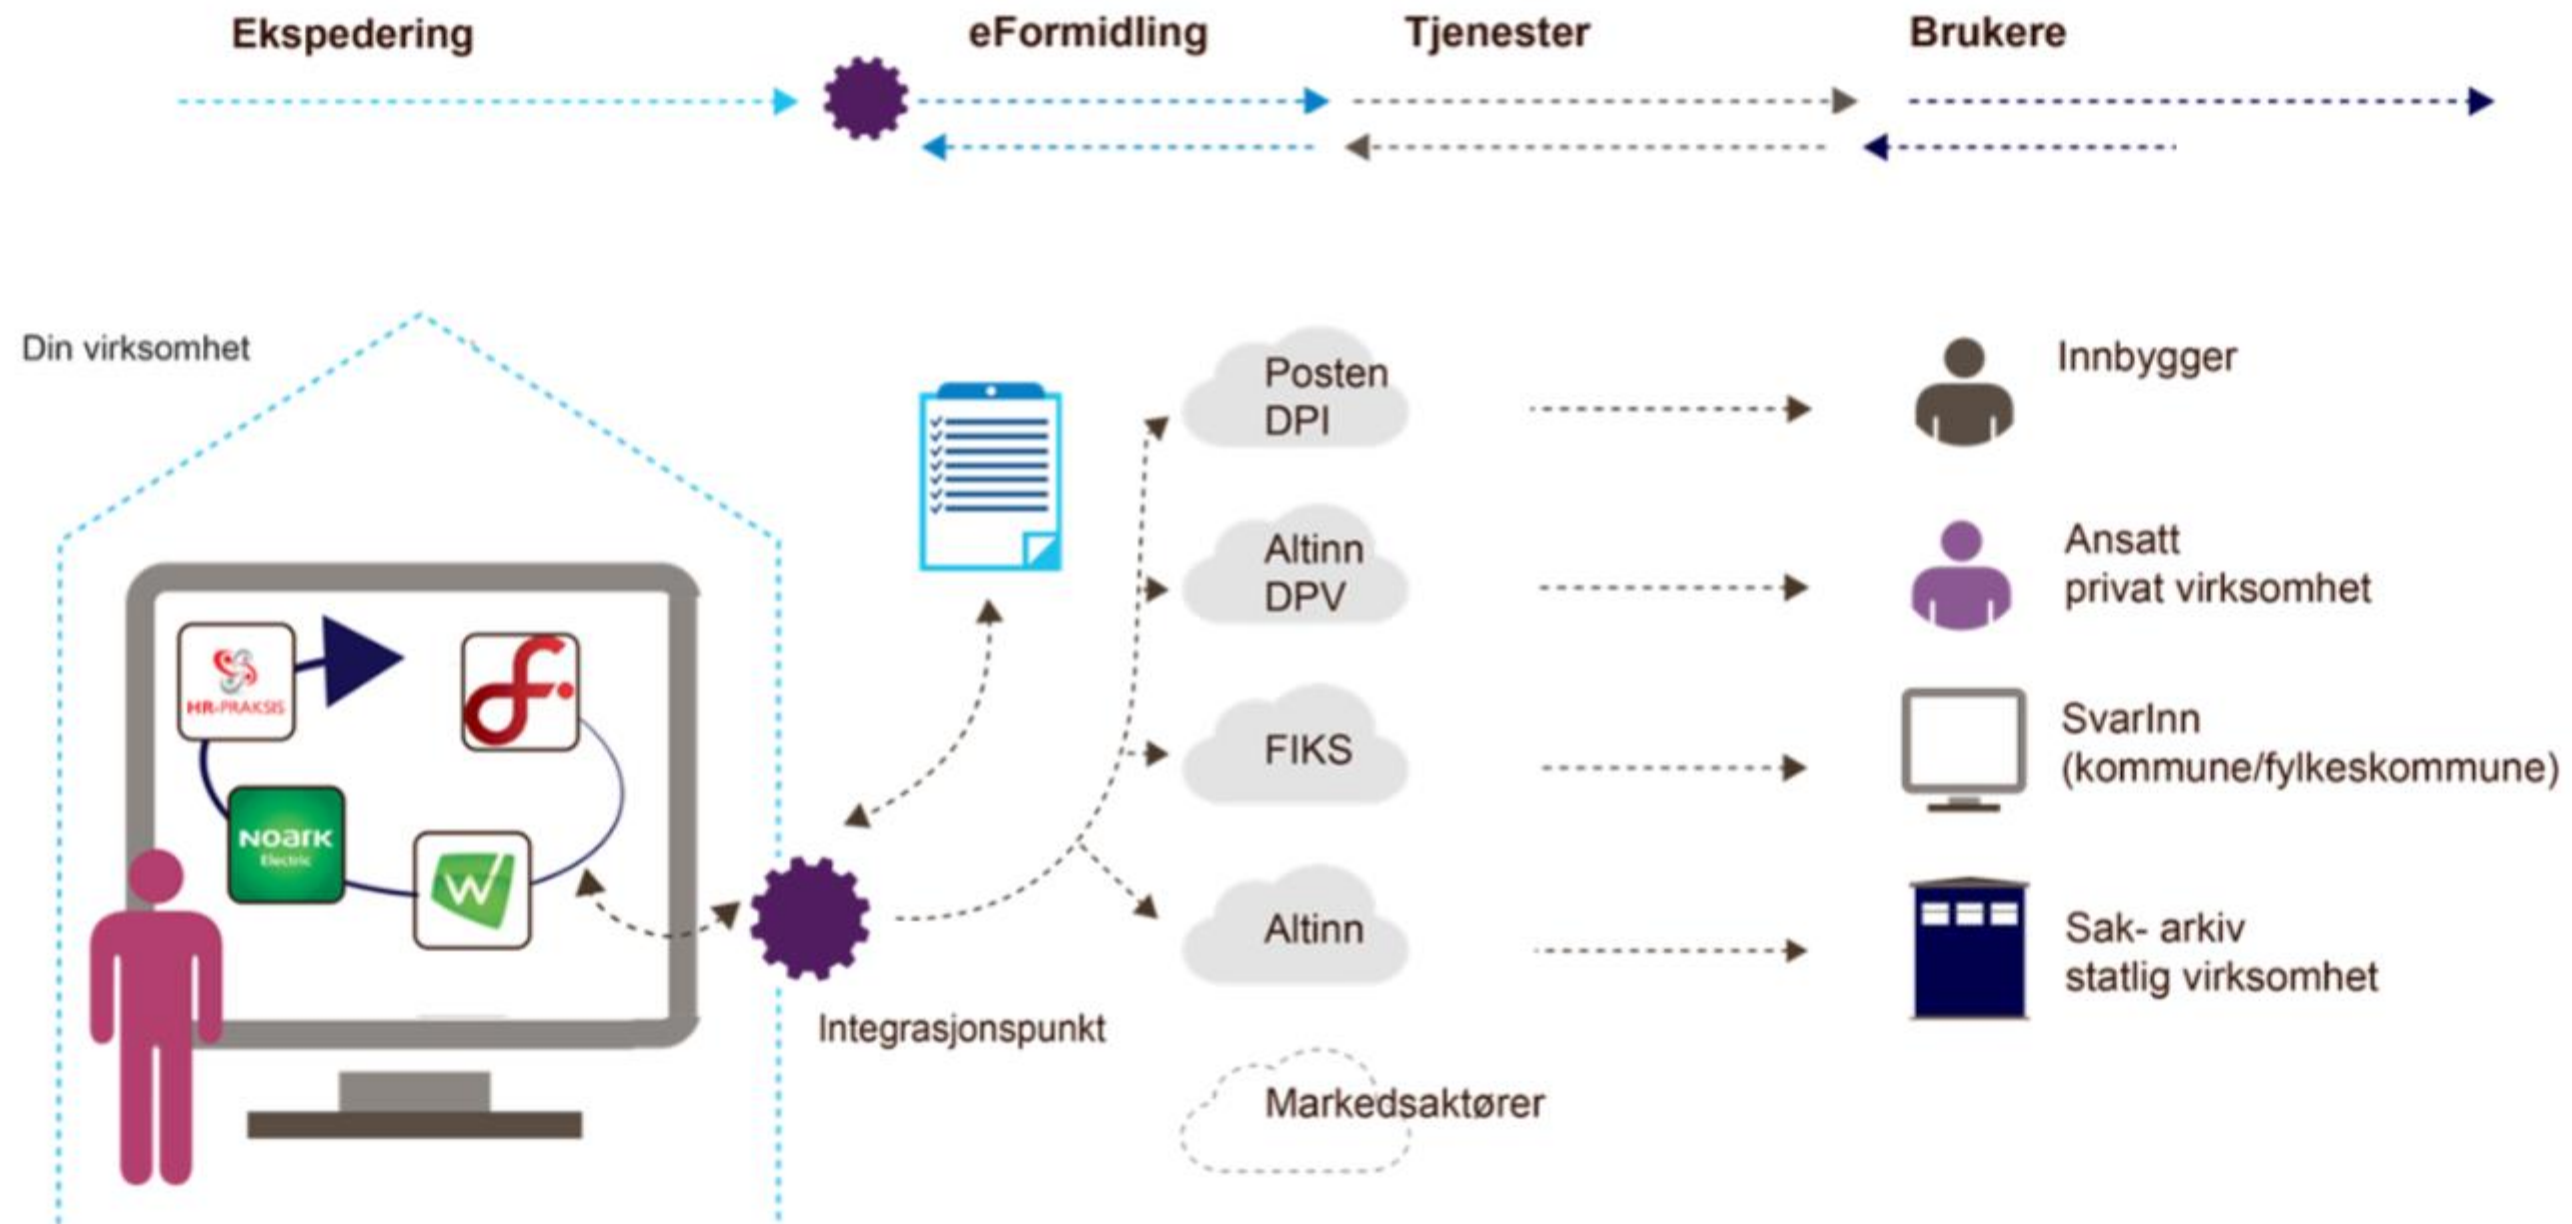 Ekspedering
eFormidling
Tjenester
Brukere
Din virksomhet
HR-PRAKSIS
NOARK
Electric
W
Integrasjonspunkt
Posten
DPI
Altinn
DPV
FIKS
Altinn
Markedsaktører
Innbygger
Ansatt
privat virksomhet
SvarInn
(kommune/fylkeskommune)
Sak- arkiv
statlig virksomhet